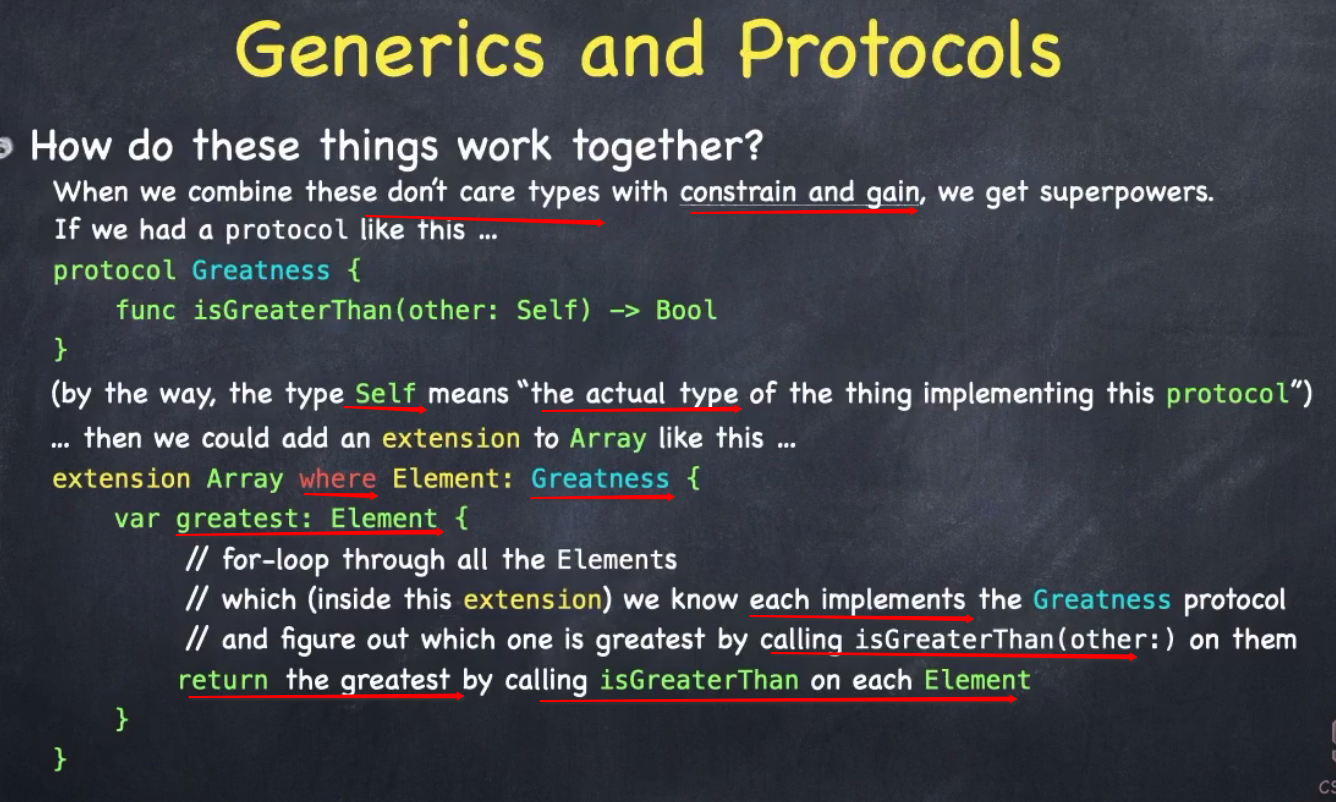 Generics and Protocols
How do these things work together?
When we combine these don't care types with constrain and gain, we get superpowers.
If we had a protocol like this ...
protocol Greatness {
func isGreaterThan(other: Self) -> Bool
}
(by the way, the type Self means “the actual type of the thing implementing this protocol”)
... then we could add an extension to Array like this ...
extension Array where Element: Greatness {
var greatest: Element {
// for-loop through all the Elements
// which (inside this extension) we know each implements the Greatness protocol
// and figure out which one is greatest by calling isGreaterThan(other:) on them
return the greatest by calling isGreaterThan on each Element
}
}